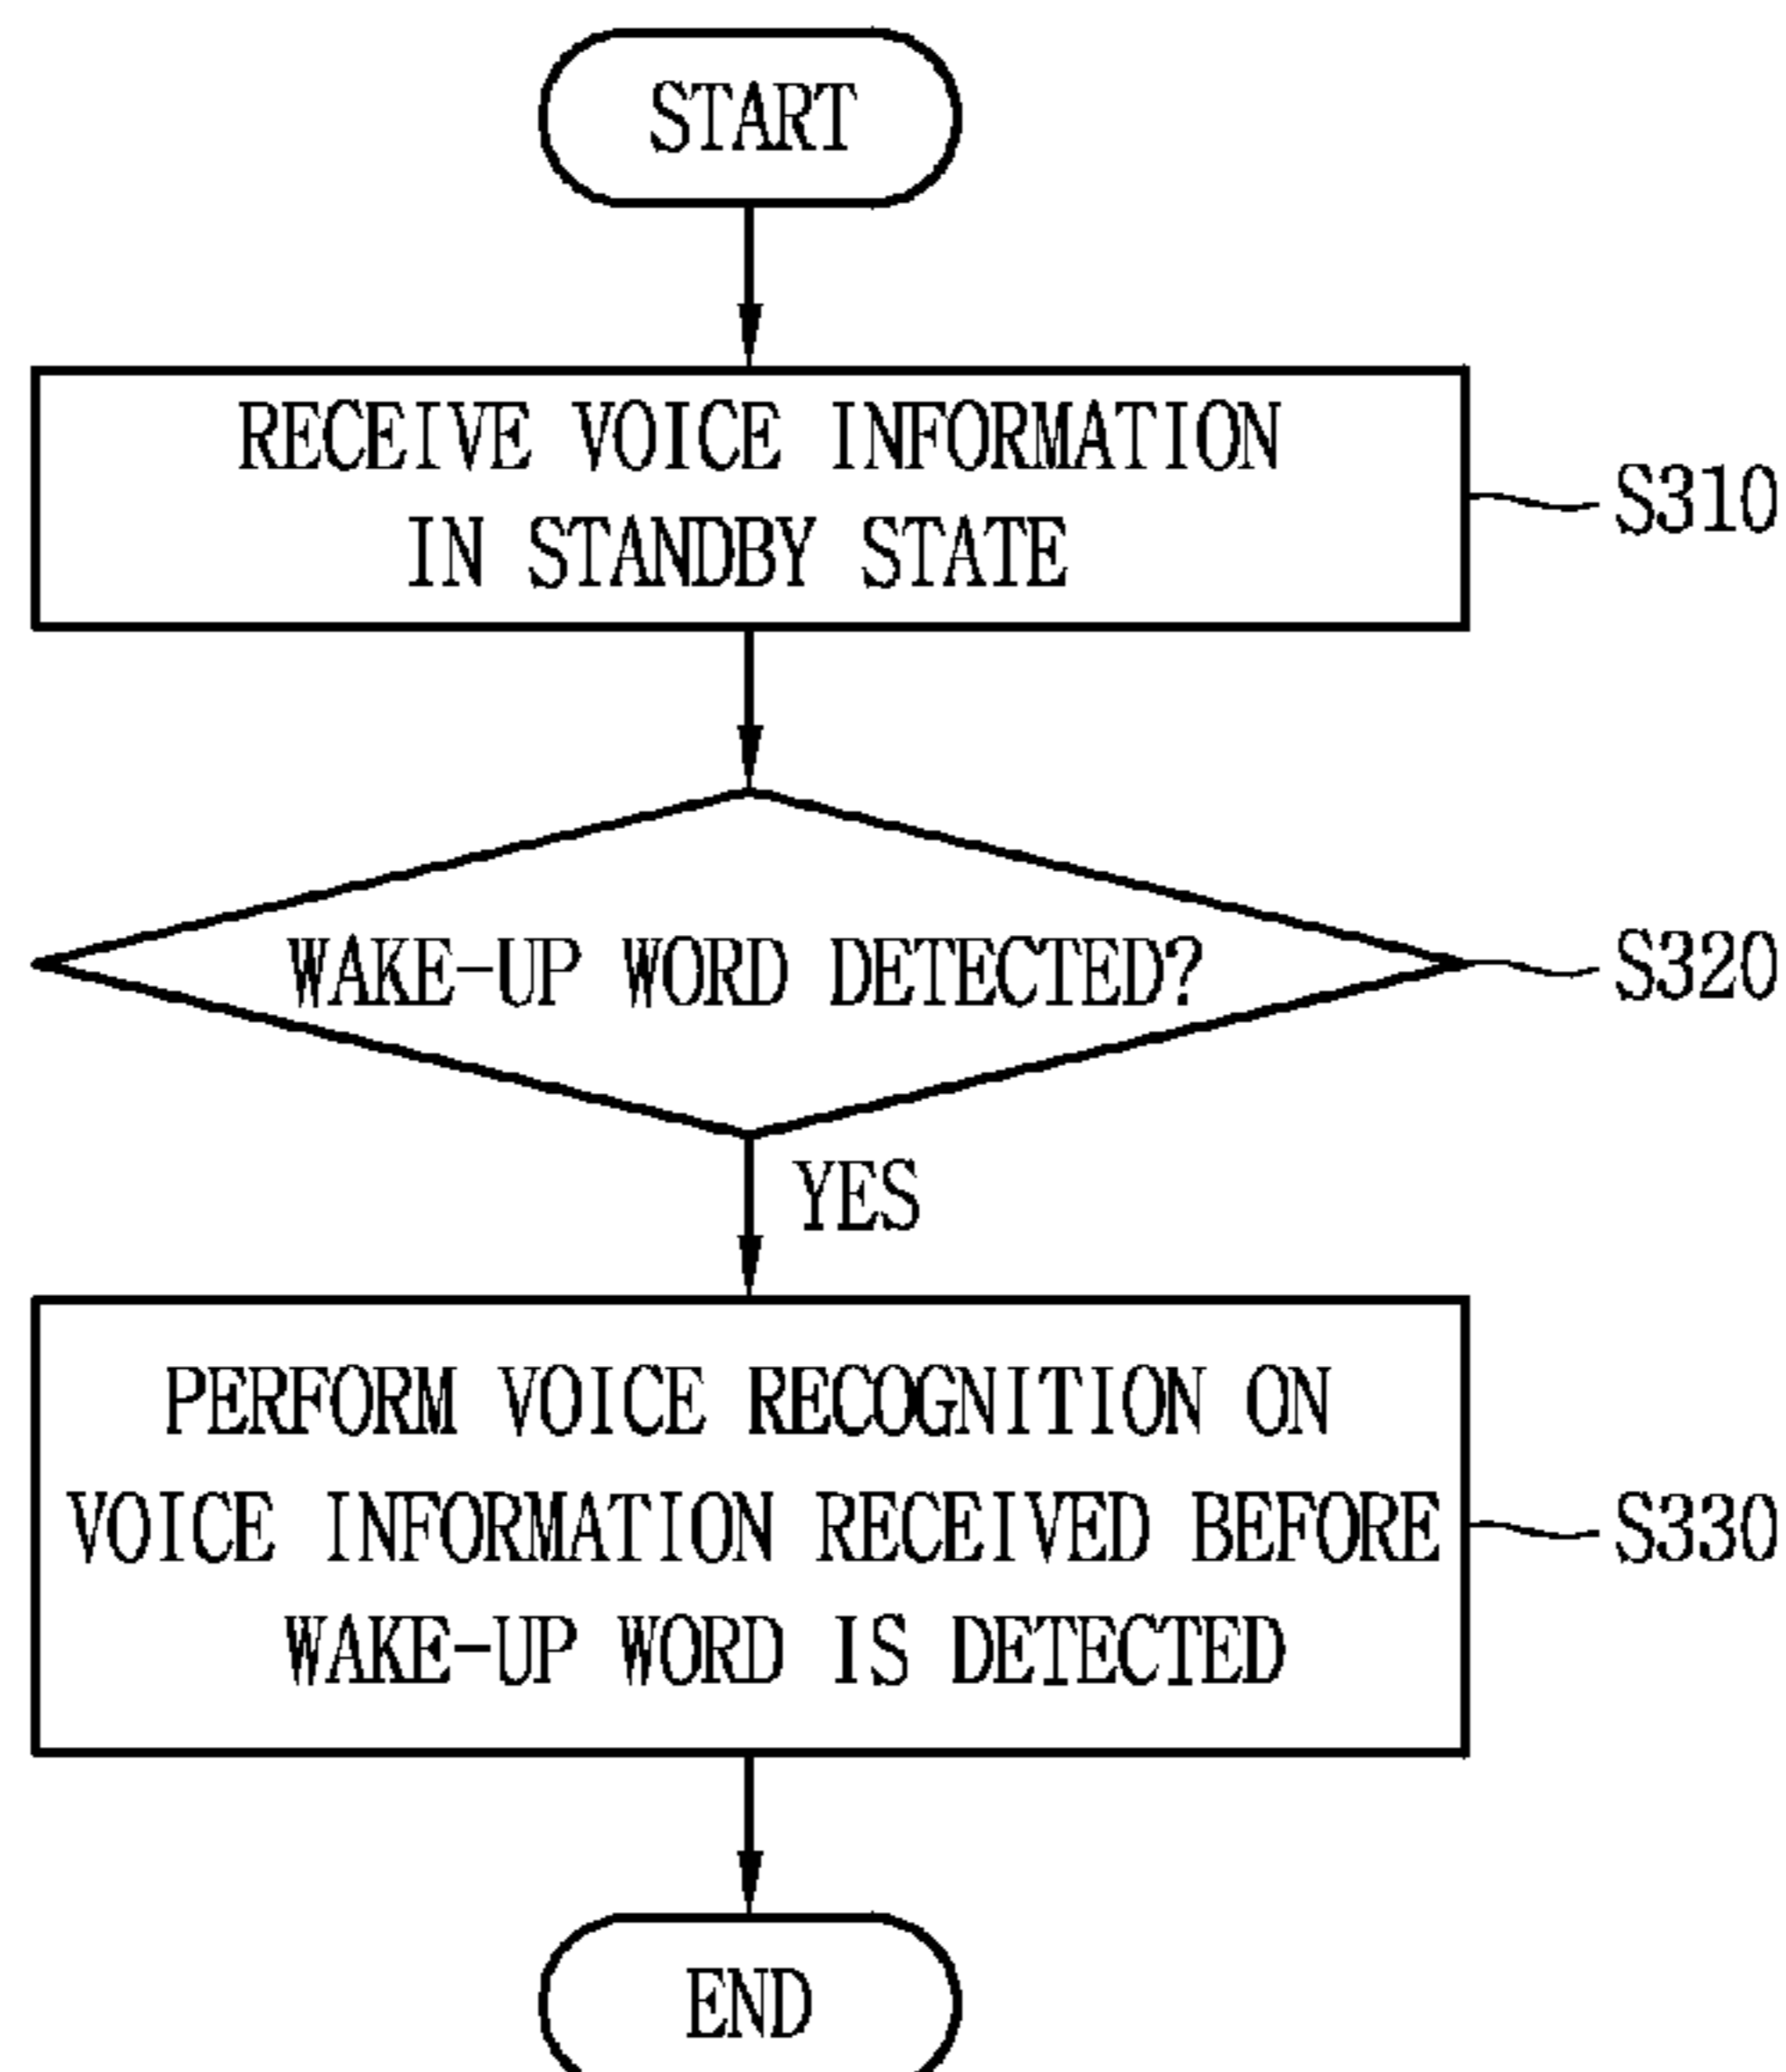 START
RECEIVE VOICE INFORMATION
IN STANDBY STATE
S310
WAKE-UP WORD DETECTED?
S320
YES
PERFORM VOICE RECOGNITION ON
VOICE INFORMATION RECEIVED BEFORE
WAKE-UP WORD IS DETECTED
S330
END